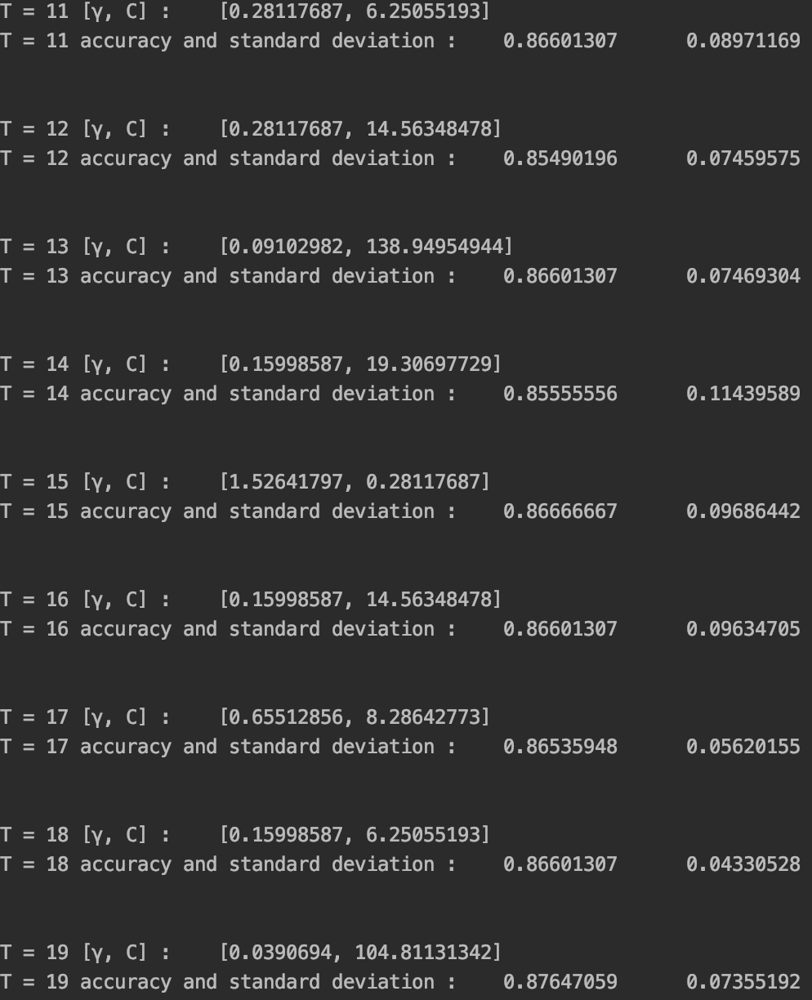 T = 11 [γ, C] :    [0.28117687, 6.25055193]
T = 11 accuracy and standard deviation :    0.86601307      0.08971169
T = 12 [γ, C] :    [0.28117687, 14.56348478]
T = 12 accuracy and standard deviation :    0.85490196      0.07459575
T = 13 [γ, C] :    [0.09102982, 138.94954944]
T = 13 accuracy and standard deviation :    0.86601307      0.07469304
T = 14 [γ, C] :    [0.15998587, 19.30697729]
T = 14 accuracy and standard deviation :    0.85555556      0.11439589
T = 15 [γ, C] :    [1.52641797, 0.28117687]
T = 15 accuracy and standard deviation :    0.86666667      0.09686442
T = 16 [γ, C] :    [0.15998587, 14.56348478]
T = 16 accuracy and standard deviation :    0.86601307      0.09634705
T = 17 [γ, C] :    [0.65512856, 8.28642773]
T = 17 accuracy and standard deviation :    0.86535948      0.05620155
T = 18 [γ, C] :    [0.15998587, 6.25055193]
T = 18 accuracy and standard deviation :    0.86601307      0.04330528
T = 19 [γ, C] :    [0.0390694, 104.81131342]
T = 19 accuracy and standard deviation :    0.87647059      0.07355192